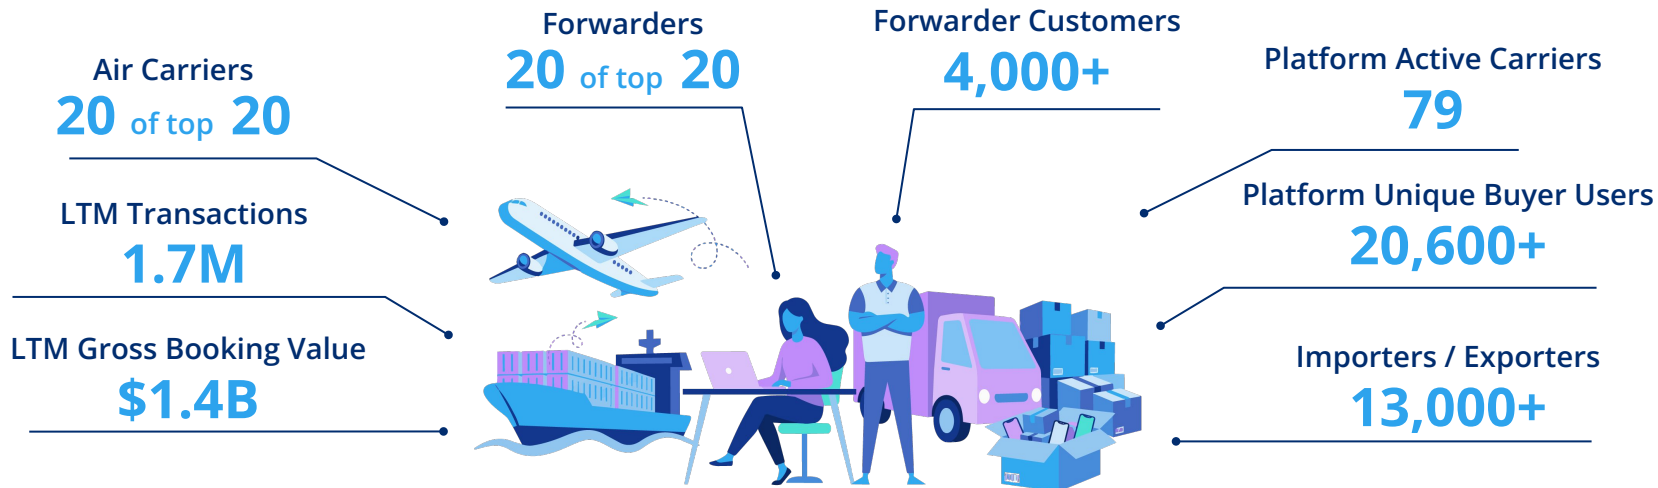 Air Carriers
20 of top 20
LTM Transactions
1.7M
LTM Gross Booking Value
$1.4B
Forwarders
20 of top 20
Forwarder Customers
4,000+
Platform Active Carriers
79
Platform Unique Buyer Users
20,600+
Importers / Exporters
13,000+